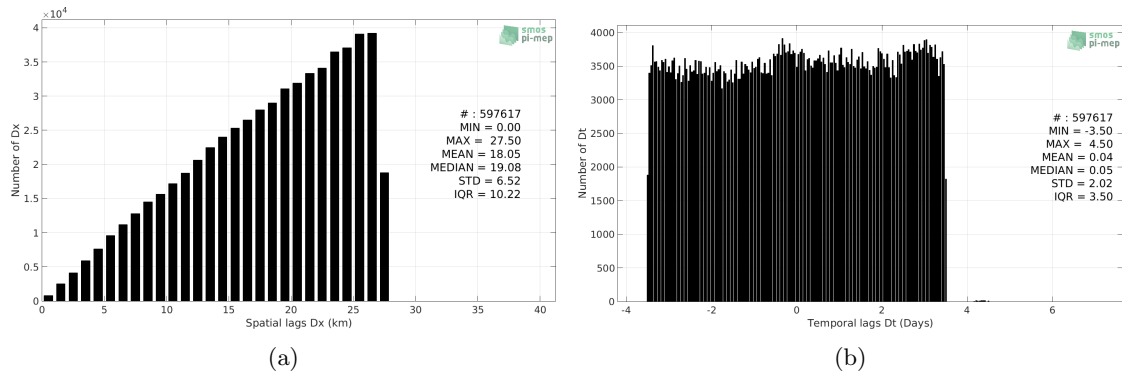 ×10⁴
4
3.5
3
2.5
2
1.5
1
0.5
0
Number of Dx
0 5 10 15 20 25 30 35 40
Spatial lags Dx (km)
smos
pi-mep
# : 597617
MIN = 0.00
MAX = 27.50
MEAN = 18.05
MEDIAN = 19.08
STD = 6.52
IQR = 10.22
(a)
4000
3500
3000
2500
2000
1500
1000
500
0
Number of Dt
-4 -2 0 2 4 6
Temporal lags Dt (Days)
smos
pi-mep
# : 597617
MIN = -3.50
MAX = 4.50
MEAN = 0.04
MEDIAN = 0.05
STD = 2.02
IQR = 3.50
(b)